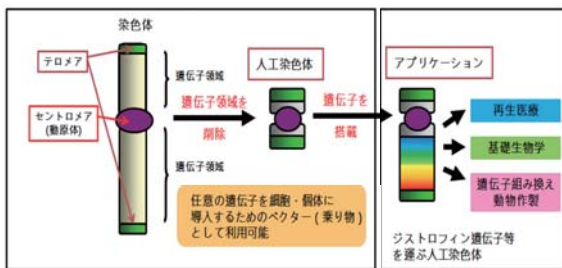 染色体
テロメア
セントロメア
(動原体)
遺伝子領域
遺伝子領域
遺伝子領域を
削除
人工染色体
遺伝子を
搭載
任意の遺伝子を細胞・個体に
導入するためのベクター(乗り物)
として利用可能
アプリケーション
再生医療
基礎生物学
遺伝子組み換え
動物作製
ジストロフィン遺伝子等
を運ぶ人工染色体